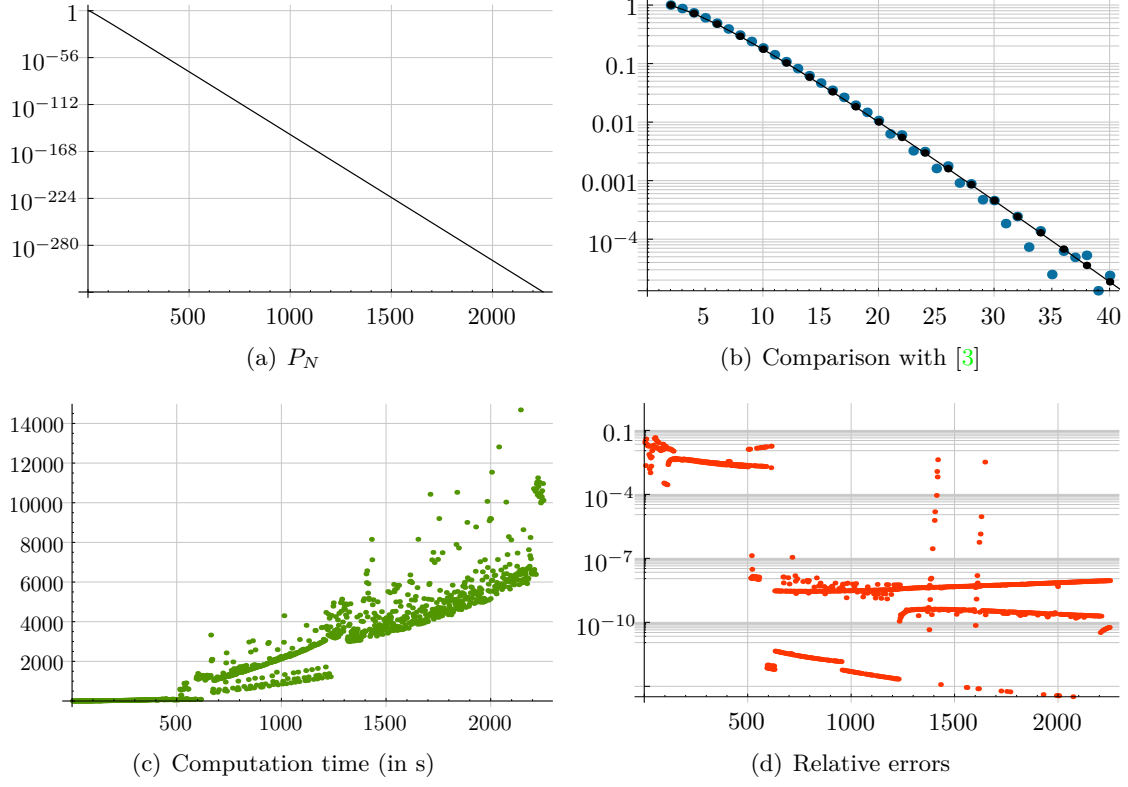 1
10−56
10−112
10−168
10−224
10−280
500 1000 1500 2000
(a) PN
1
0.1
0.01
0.001
10−4
5 10 15 20 25 30 35 40
(b) Comparison with [3]
14000
12000
10000
8000
6000
4000
2000
500 1000 1500 2000
(c) Computation time (in s)
0.1
10−4
10−7
10−10
500 1000 1500 2000
(d) Relative errors